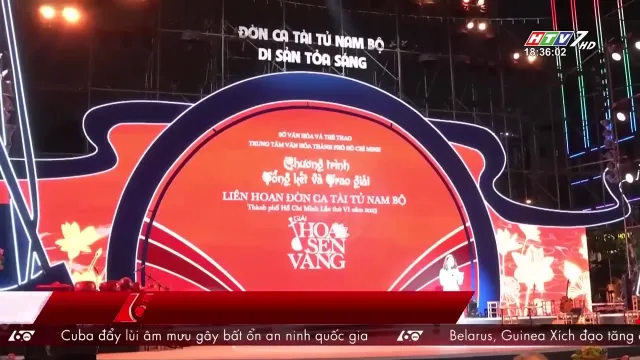 HTV7 HD
18:36:02
ĐỜN CA TÀI TỬ NAM BỘ
DI SẢN TỎA SÁNG
SỞ VĂN HÓA VÀ THỂ THAO
TRUNG TÂM VĂN HÓA THÀNH PHỐ HỒ CHÍ MINH
Chương trình
Tổng kết và Trao giải
LIÊN HOAN ĐỜN CA TÀI TỬ NAM BỘ
Thành phố Hồ Chí Minh Lần thứ VI năm 2023
GIẢI
HOA
SEN
VÀNG
60 Cuba đẩy lùi âm mưu gây bất ổn an ninh quốc gia 60 Belarus, Guinea Xích đạo tăng